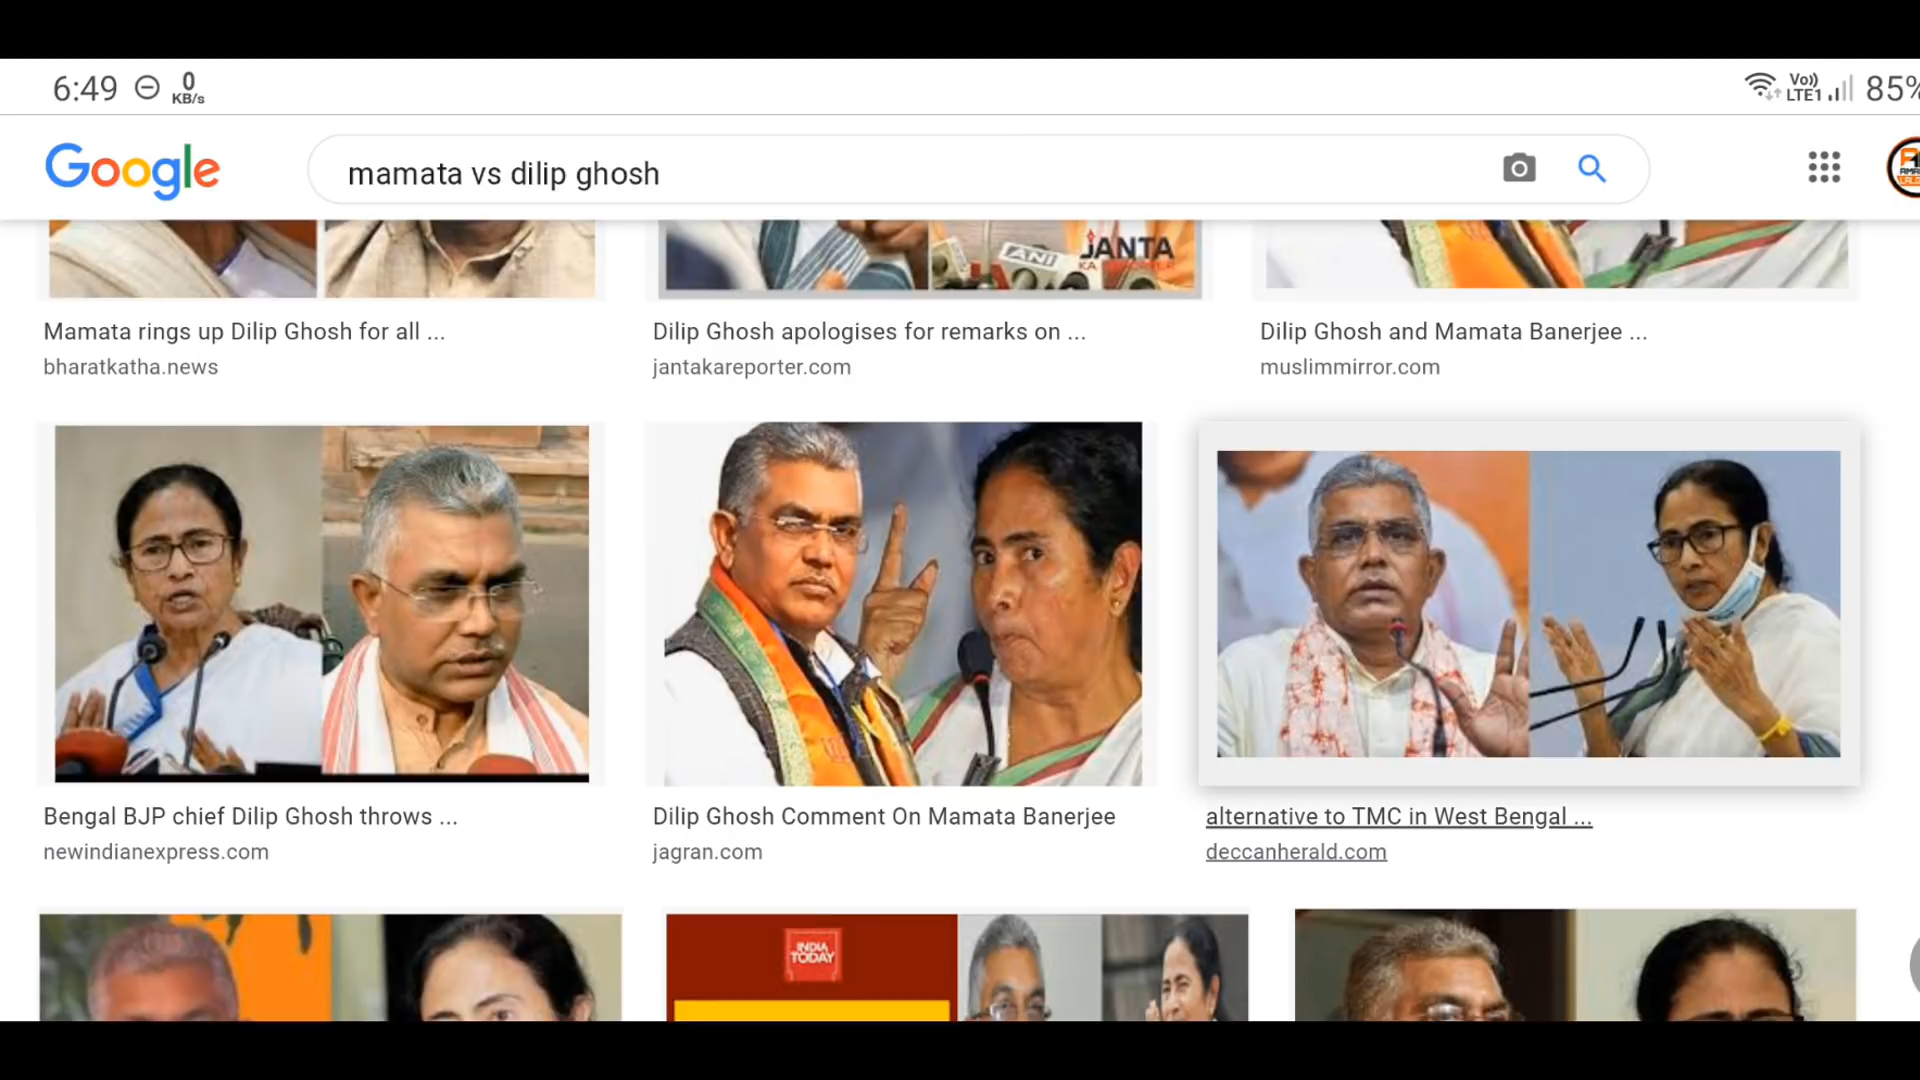 6:49
0
KB/s
Vo))
LTE1
85%
Google
mamata vs dilip ghosh
ANI
JANTA
Mamata rings up Dilip Ghosh for all ...
bharatkatha.news
Dilip Ghosh apologises for remarks on ...
jantakareporter.com
Dilip Ghosh and Mamata Banerjee ...
muslimmirror.com
Bengal BJP chief Dilip Ghosh throws ...
newindianexpress.com
Dilip Ghosh Comment On Mamata Banerjee
jagran.com
alternative to TMC in West Bengal ...
deccanherald.com
INDIA
TODAY